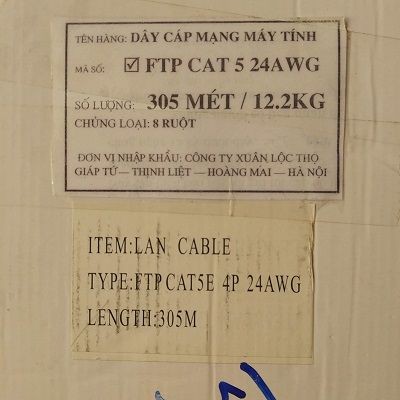 TÊN HÀNG: DÂY CÁP MẠNG MÁY TÍNH
MÃ SỐ: ☑ FTP CAT 5 24AWG
SỐ LƯỢNG: 305 MÉT / 12.2KG
CHỦNG LOẠI: 8 RUỘT
ĐƠN VỊ NHẬP KHẨU: CÔNG TY XUÂN LỘC THỌ
GIÁP TỨ — THỊNH LIỆT — HOÀNG MAI — HÀ NỘI
ITEM:LAN CABLE
TYPE:FTP CAT5E 4P 24AWG
LENGTH:305M